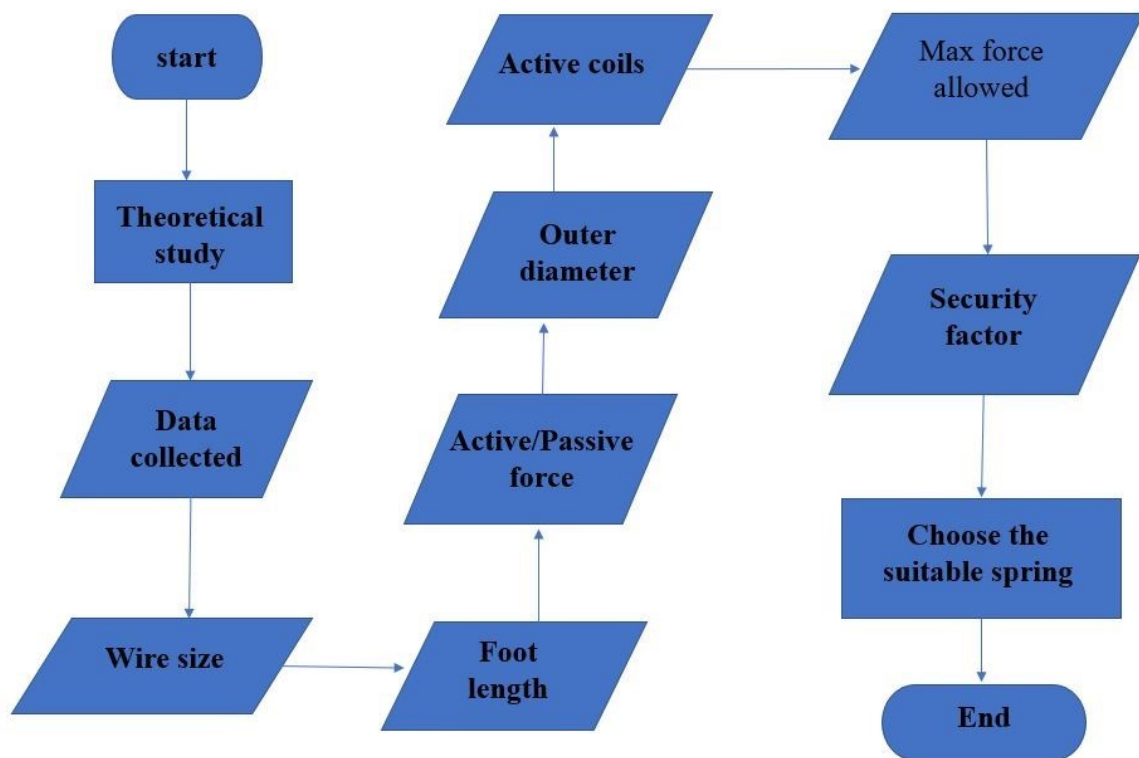 start
Theoretical
study
Data
collected
Wire size
Foot
length
Active/Passive
force
Outer
diameter
Active coils
Max force
allowed
Security
factor
Choose the
suitable spring
End